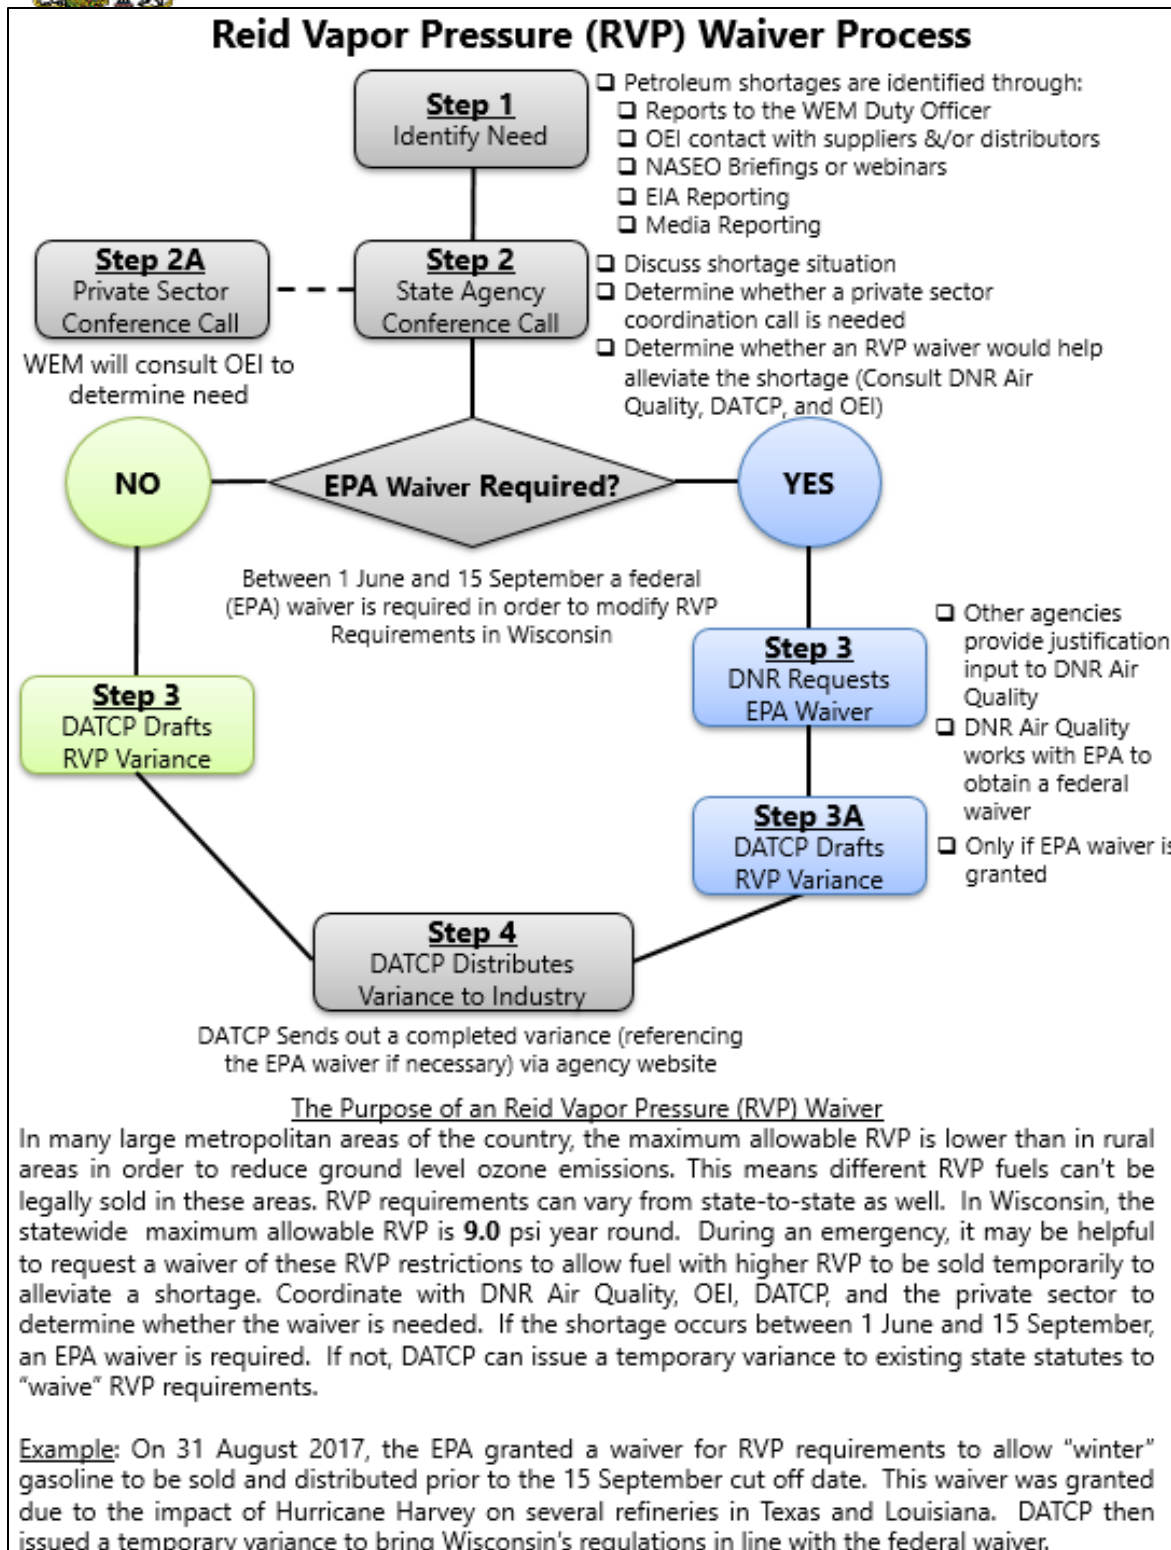 Reid Vapor Pressure (RVP) Waiver Process
Step 1
Identify Need
❑ Petroleum shortages are identified through:
❑ Reports to the WEM Duty Officer
❑ OEI contact with suppliers &/or distributors
❑ NASEO Briefings or webinars
❑ EIA Reporting
❑ Media Reporting
Step 2A
Private Sector
Conference Call
WEM will consult OEI to
determine need
Step 2
State Agency
Conference Call
❑ Discuss shortage situation
❑ Determine whether a private sector
coordination call is needed
❑ Determine whether an RVP waiver would help
alleviate the shortage (Consult DNR Air
Quality, DATCP, and OEI)
NO
EPA Waiver Required?
YES
Between 1 June and 15 September a federal
(EPA) waiver is required in order to modify RVP
Requirements in Wisconsin
Step 3
DATCP Drafts
RVP Variance
Step 3
DNR Requests
EPA Waiver
❑ Other agencies
provide justification
input to DNR Air
Quality
❑ DNR Air Quality
works with EPA to
obtain a federal
waiver
Step 3A
DATCP Drafts
RVP Variance
❑ Only if EPA waiver is
granted
Step 4
DATCP Distributes
Variance to Industry
DATCP Sends out a completed variance (referencing
the EPA waiver if necessary) via agency website
The Purpose of an Reid Vapor Pressure (RVP) Waiver
In many large metropolitan areas of the country, the maximum allowable RVP is lower than in rural
areas in order to reduce ground level ozone emissions. This means different RVP fuels can't be
legally sold in these areas. RVP requirements can vary from state-to-state as well. In Wisconsin, the
statewide maximum allowable RVP is 9.0 psi year round. During an emergency, it may be helpful
to request a waiver of these RVP restrictions to allow fuel with higher RVP to be sold temporarily to
alleviate a shortage. Coordinate with DNR Air Quality, OEI, DATCP, and the private sector to
determine whether the waiver is needed. If the shortage occurs between 1 June and 15 September,
an EPA waiver is required. If not, DATCP can issue a temporary variance to existing state statutes to
“waive” RVP requirements.
Example: On 31 August 2017, the EPA granted a waiver for RVP requirements to allow “winter”
gasoline to be sold and distributed prior to the 15 September cut off date. This waiver was granted
due to the impact of Hurricane Harvey on several refineries in Texas and Louisiana. DATCP then
issued a temporary variance to bring Wisconsin's regulations in line with the federal waiver.